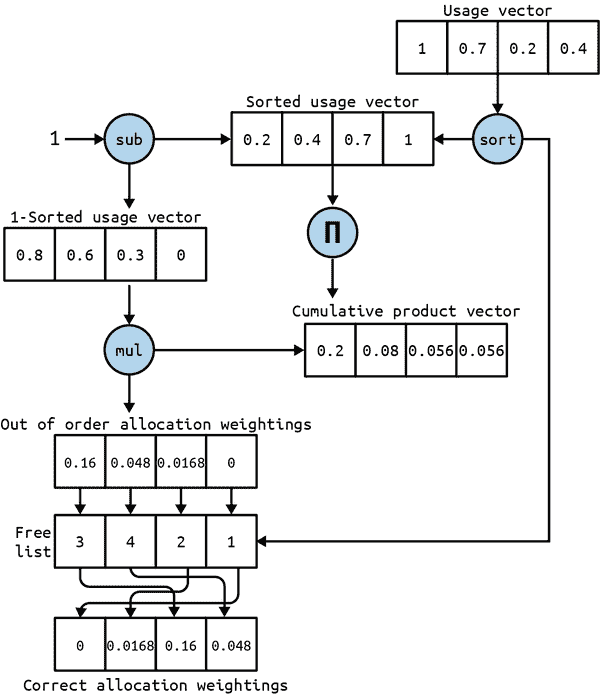 Usage vector
1 0.7 0.2 0.4
Sorted usage vector
1 sub 0.2 0.4 0.7 1 sort
1-Sorted usage vector
0.8 0.6 0.3 0
Π
Cumulative product vector
mul 0.2 0.08 0.056 0.056
Out of order allocation weightings
0.16 0.048 0.0168 0
Free
list
3 4 2 1
0 0.0168 0.16 0.048
Correct allocation weightings